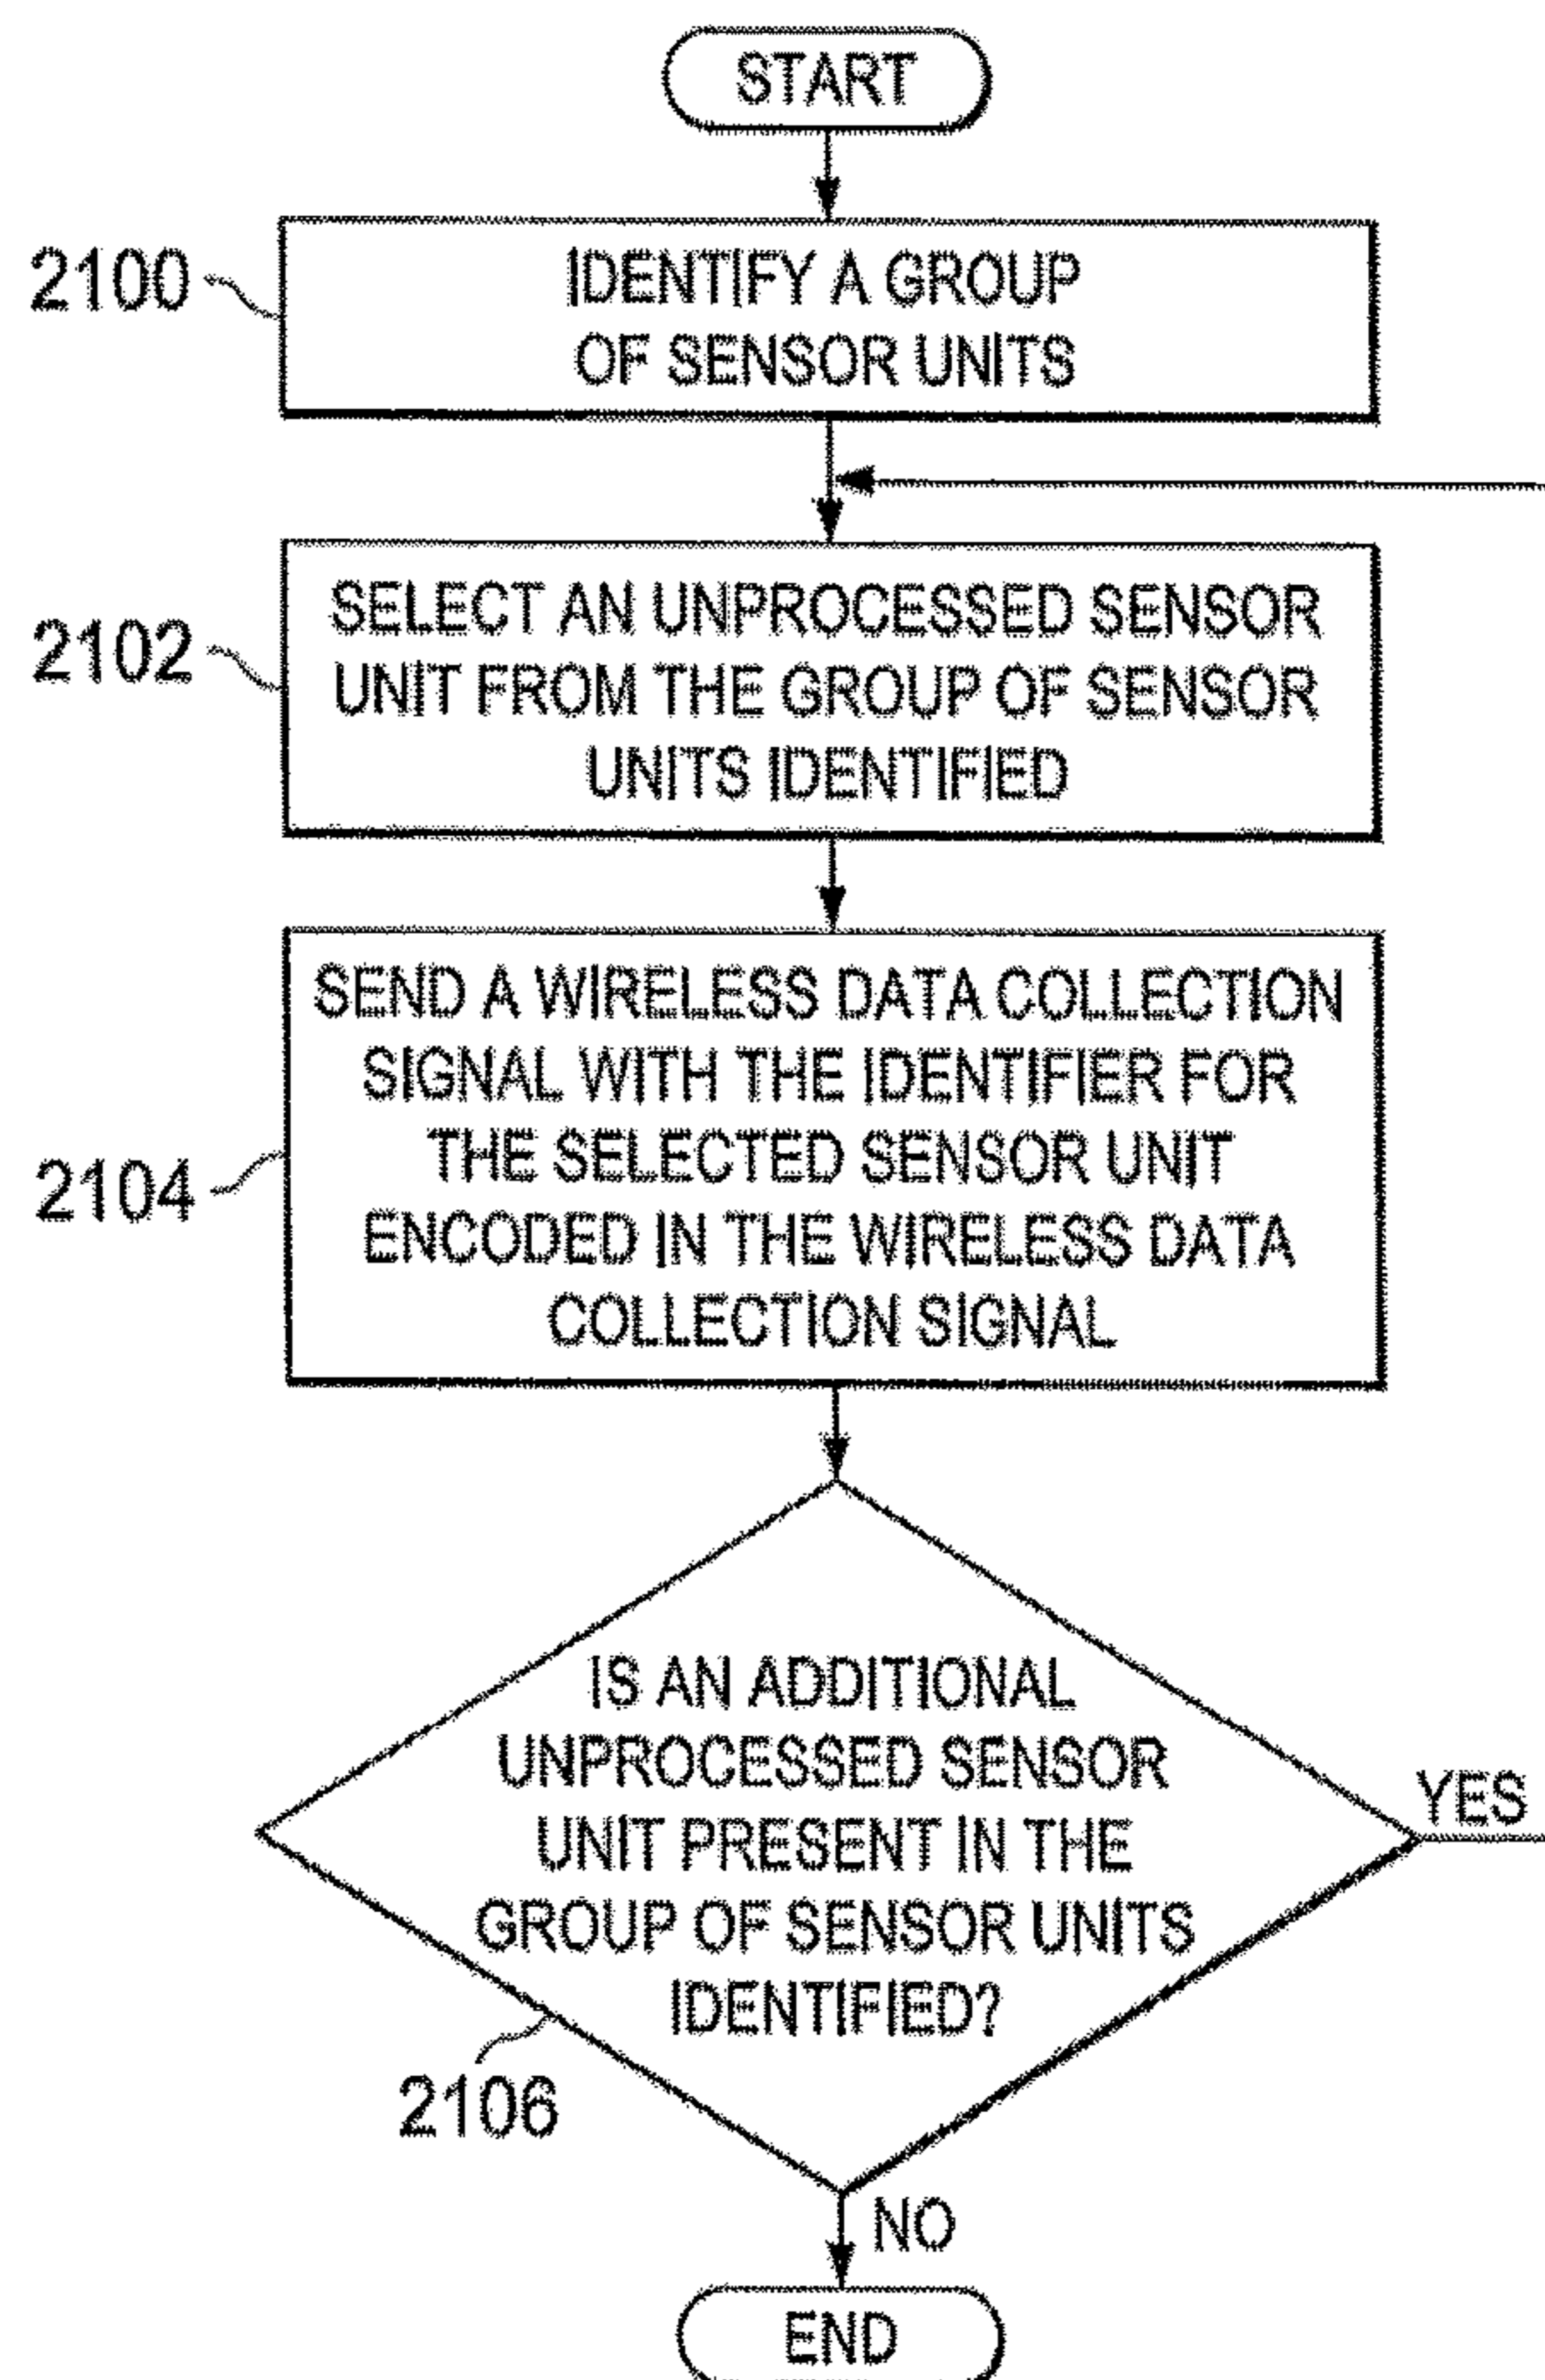 START
2100
IDENTIFY A GROUP
OF SENSOR UNITS
2102
SELECT AN UNPROCESSED SENSOR
UNIT FROM THE GROUP OF SENSOR
UNITS IDENTIFIED
2104
SEND A WIRELESS DATA COLLECTION
SIGNAL WITH THE IDENTIFIER FOR
THE SELECTED SENSOR UNIT
ENCODED IN THE WIRELESS DATA
COLLECTION SIGNAL
IS AN ADDITIONAL
UNPROCESSED SENSOR
UNIT PRESENT IN THE
GROUP OF SENSOR UNITS
IDENTIFIED?
YES
2106
NO
END